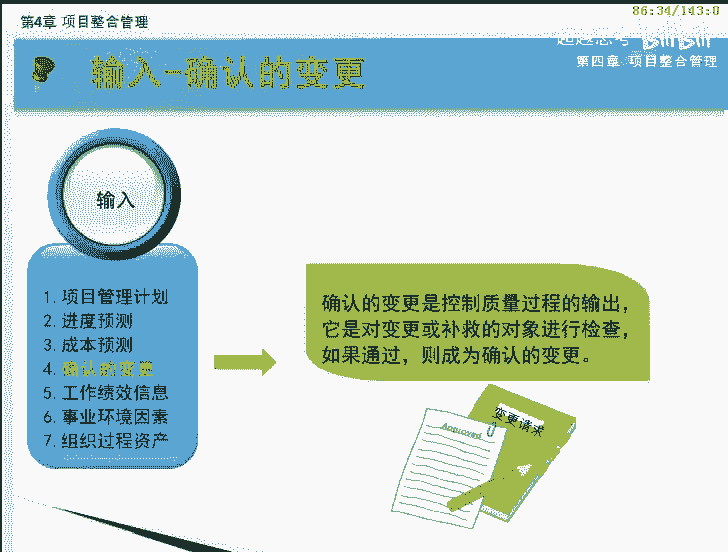 86:34/143:0
第4章 项目整合管理
超越思考 bilibili
第四章 项目整合管理
输入-确认的变更
输入
1.项目管理计划
2.进度预测
3.成本预测
4.确认的变更
5.工作绩效信息
6.事业环境因素
7.组织过程资产
确认的变更是控制质量过程的输出，
它是对变更或补救的对象进行检查，
如果通过，则成为确认的变更。
变更请求
Approved